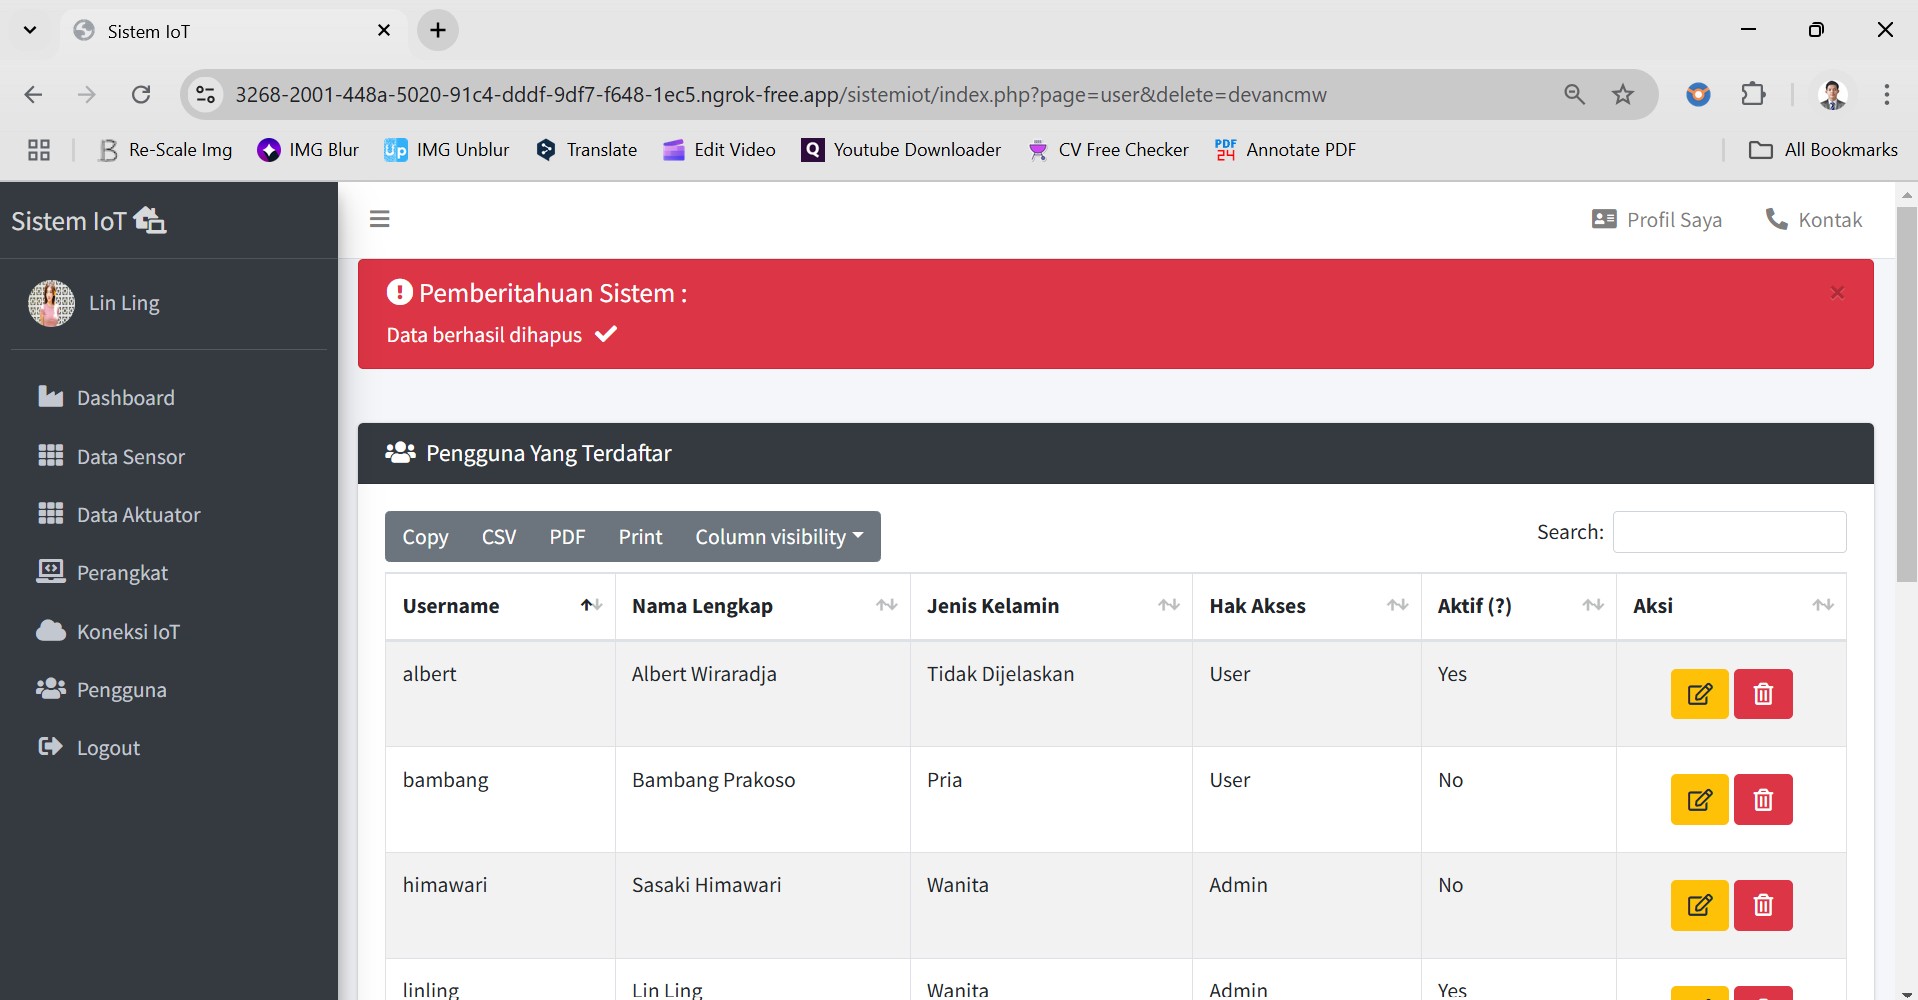 Sistem IoT
3268-2001-448a-5020-91c4-dddf-9df7-f648-1ec5.ngrok-free.app/sistemiot/index.php?page=user&delete=devancmw
Re-Scale Img
IMG Blur
Up IMG Unblur
Translate
Edit Video
Q Youtube Downloader
CV Free Checker
PDF 24 Annotate PDF
All Bookmarks
Sistem IoT
Profil Saya
Kontak
Lin Ling
Dashboard
Data Sensor
Data Aktuator
Perangkat
Koneksi IoT
Pengguna
Logout
Pemberitahuan Sistem :
×
Data berhasil dihapus
Pengguna Yang Terdaftar
Copy CSV PDF Print Column visibility
Search:
Username Nama Lengkap Jenis Kelamin Hak Akses Aktif (?) Aksi
albert Albert Wiraradja Tidak Dijelaskan User Yes
bambang Bambang Prakoso Pria User No
himawari Sasaki Himawari Wanita Admin No
linling Lin Ling Wanita Admin Yes